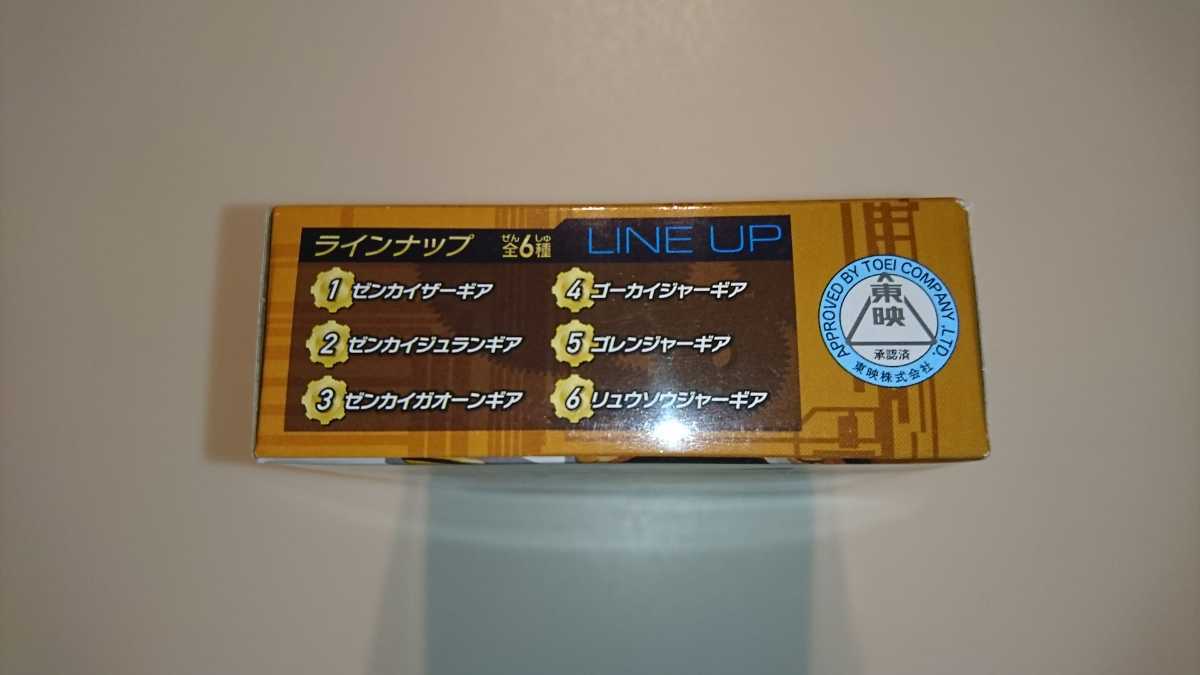 ラインナップ 全6種 LINE UP
ぜん しゅ
1 ゼンカイザーギア
2 ゼンカイジュランギア
3 ゼンカイガオーンギア
4 ゴーカイジャーギア
5 ゴレンジャーギア
6 リュウソウジャーギア
APPROVED BY TOEI COMPANY ,LTD.
東映
承認済
東映株式会社